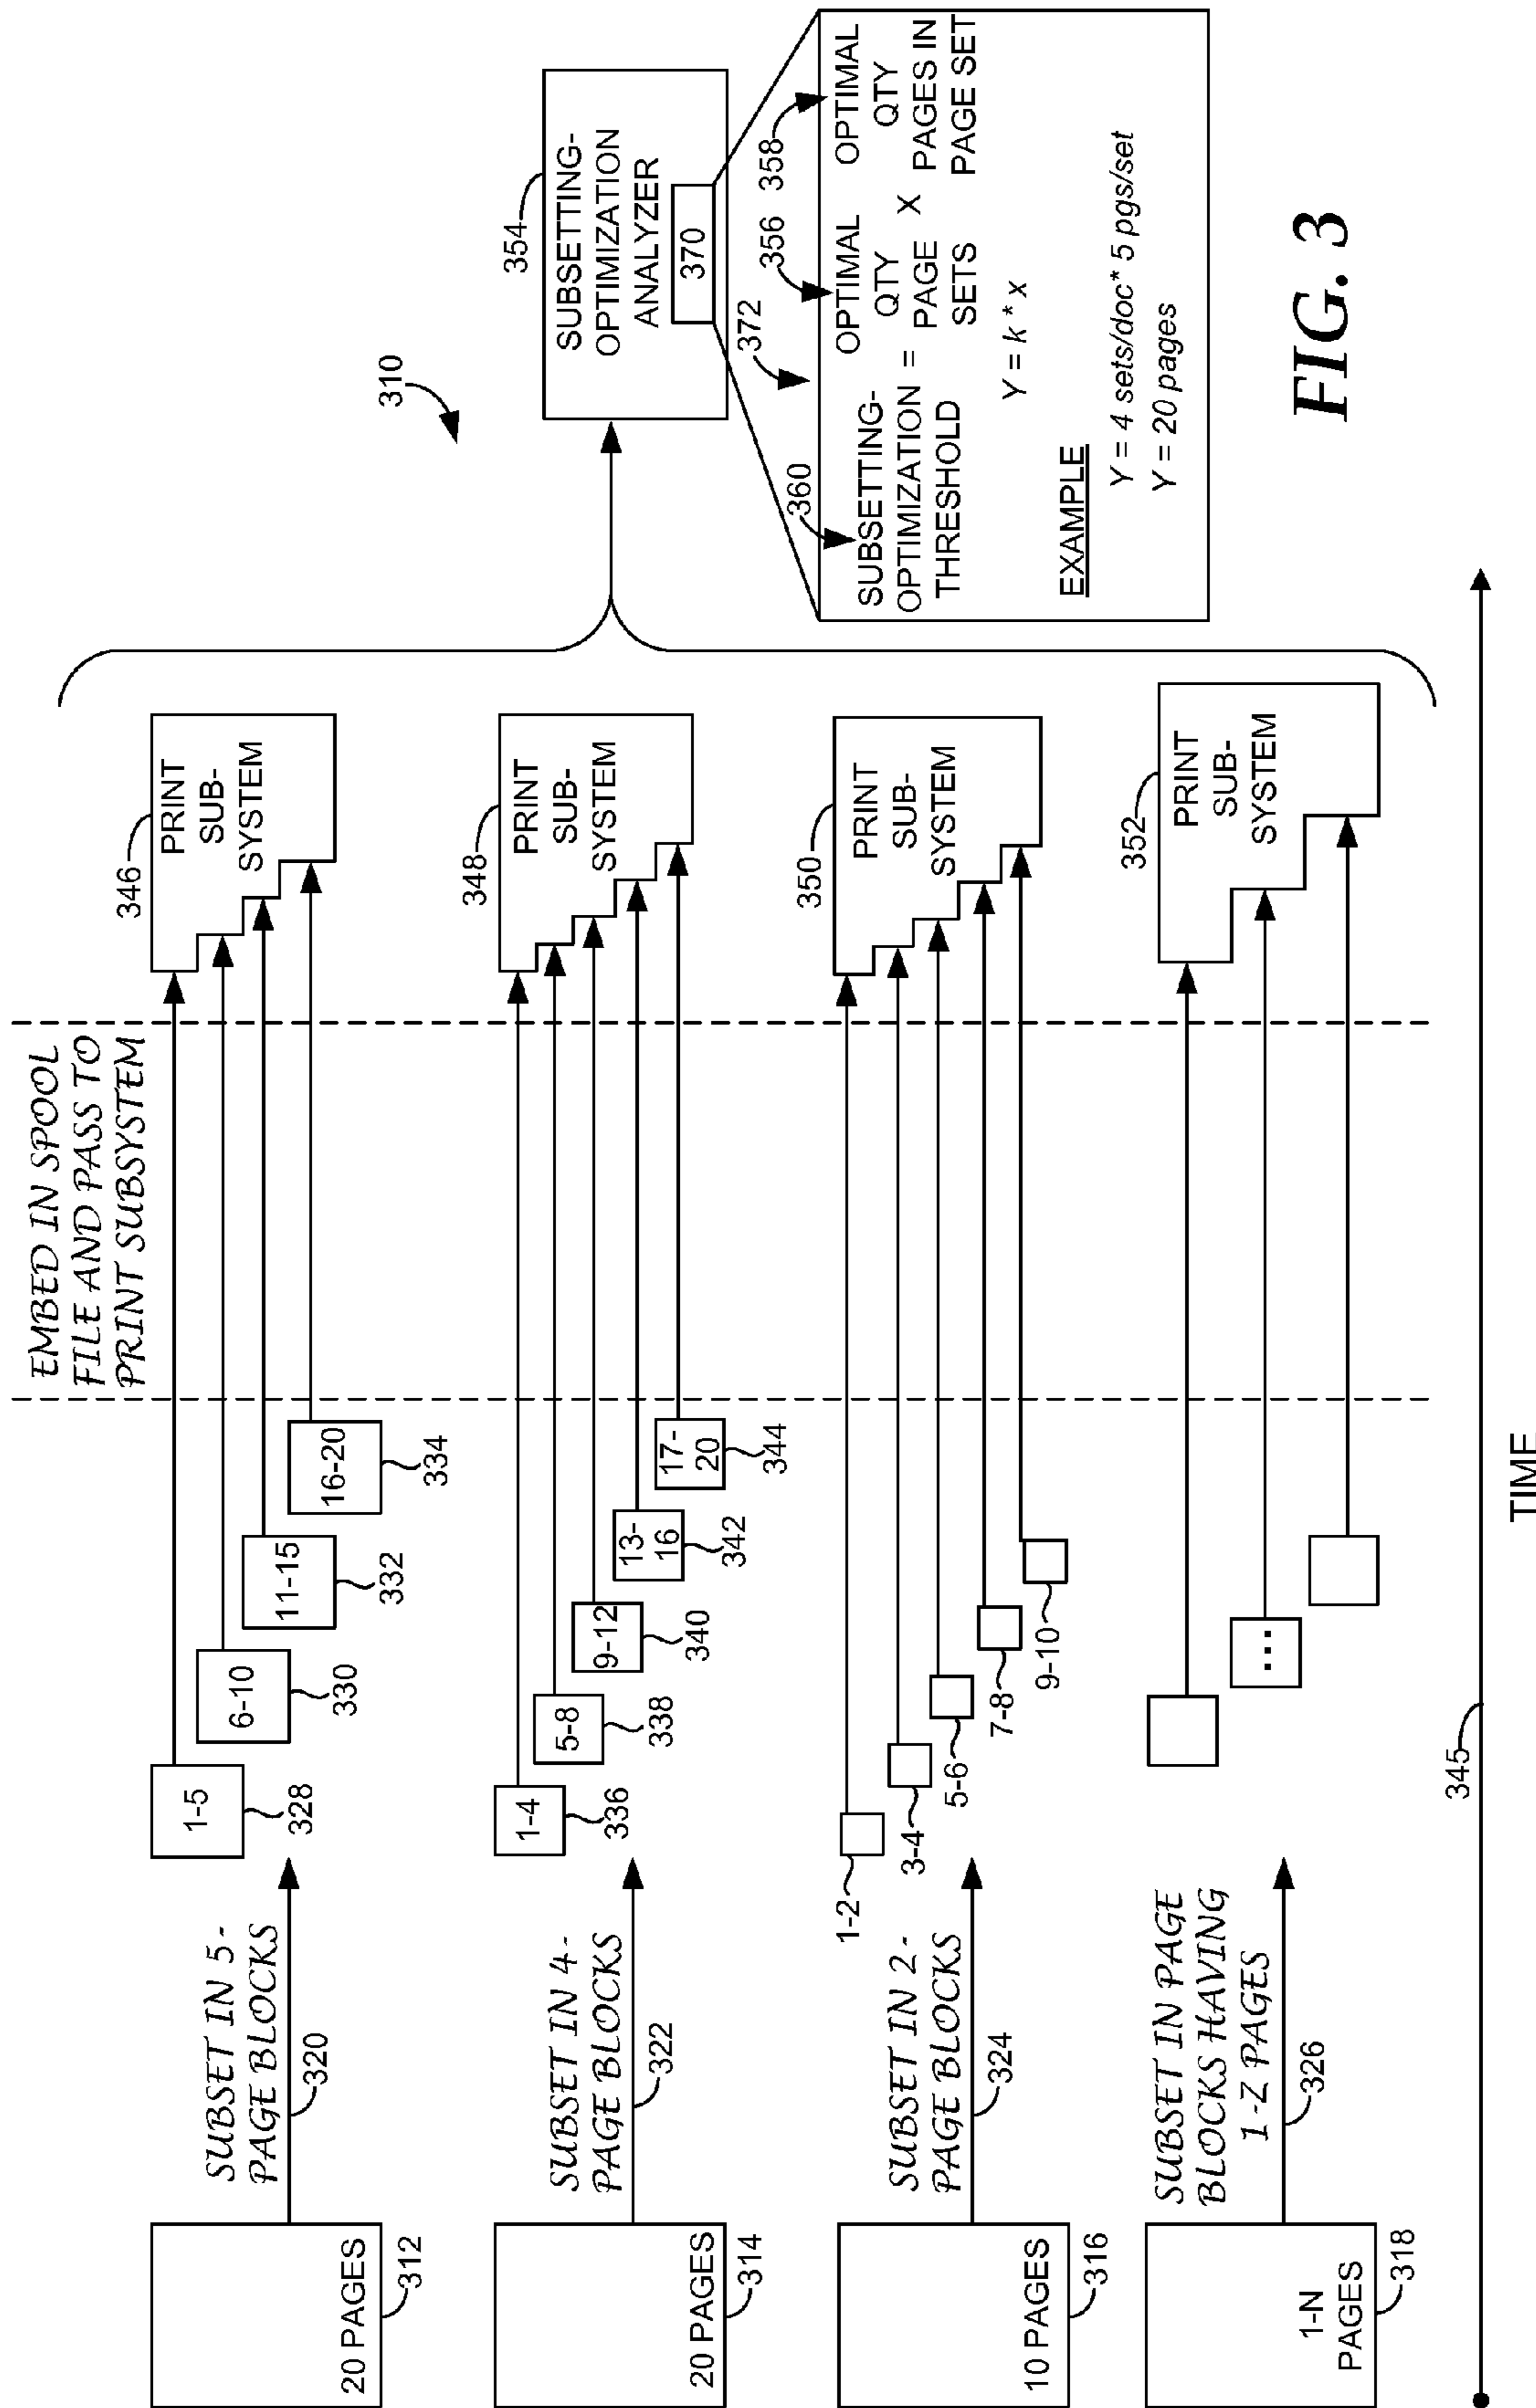 310
EMBED IN SPOOL
FILE AND PASS TO
PRINT SUBSYSTEM
20 PAGES
312
SUBSET IN 5-
PAGE BLOCKS
320
1-5
328
6-10
330
11-15
332
16-20
334
346
PRINT
SUB-
SYSTEM
20 PAGES
314
SUBSET IN 4-
PAGE BLOCKS
322
1-4
336
5-8
338
9-12
340
13-
16
342
17-
20
344
348
PRINT
SUB-
SYSTEM
10 PAGES
316
SUBSET IN 2-
PAGE BLOCKS
324
1-2
3-4
5-6
7-8
9-10
350
PRINT
SUB-
SYSTEM
1-N
PAGES
318
SUBSET IN PAGE
BLOCKS HAVING
1-Z PAGES
326
...
352
PRINT
SUB-
SYSTEM
345
TIME
354
SUBSETTING-
OPTIMIZATION
ANALYZER
370
372
360
356
358
SUBSETTING-
OPTIMIZATION =
THRESHOLD
OPTIMAL
QTY
PAGE
SETS
X
OPTIMAL
QTY
PAGES IN
PAGE SET
Y = k * x
EXAMPLE
Y = 4 sets/doc* 5 pgs/set
Y = 20 pages
FIG. 3